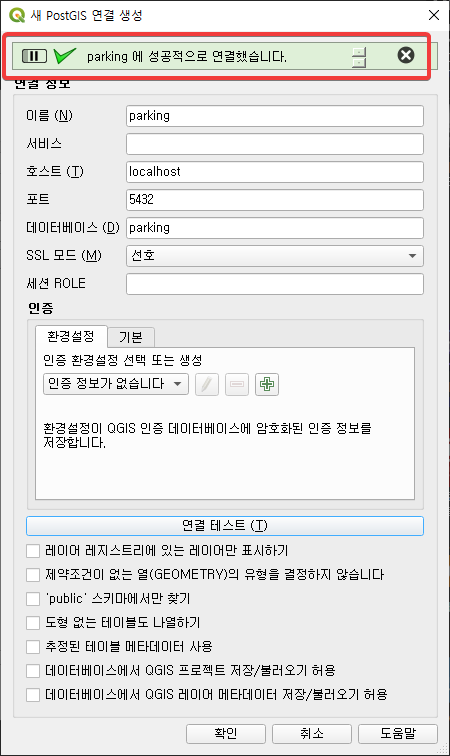 새 PostGIS 연결 생성
parking 에 성공적으로 연결했습니다.
연결 정보
이름 (N) parking
서비스
호스트 (T) localhost
포트 5432
데이터베이스 (D) parking
SSL 모드 (M) 선호
세션 ROLE
인증
환경설정 기본
인증 환경설정 선택 또는 생성
인증 정보가 없습니다
환경설정이 QGIS 인증 데이터베이스에 암호화된 인증 정보를
저장합니다.
연결 테스트 (T)
레이어 레지스트리에 있는 레이어만 표시하기
제약조건이 없는 열(GEOMETRY)의 유형을 결정하지 않습니다
'public' 스키마에서만 찾기
도형 없는 테이블도 나열하기
추정된 테이블 메타데이터 사용
데이터베이스에서 QGIS 프로젝트 저장/불러오기 허용
데이터베이스에서 QGIS 레이어 메타데이터 저장/불러오기 허용
확인 취소 도움말